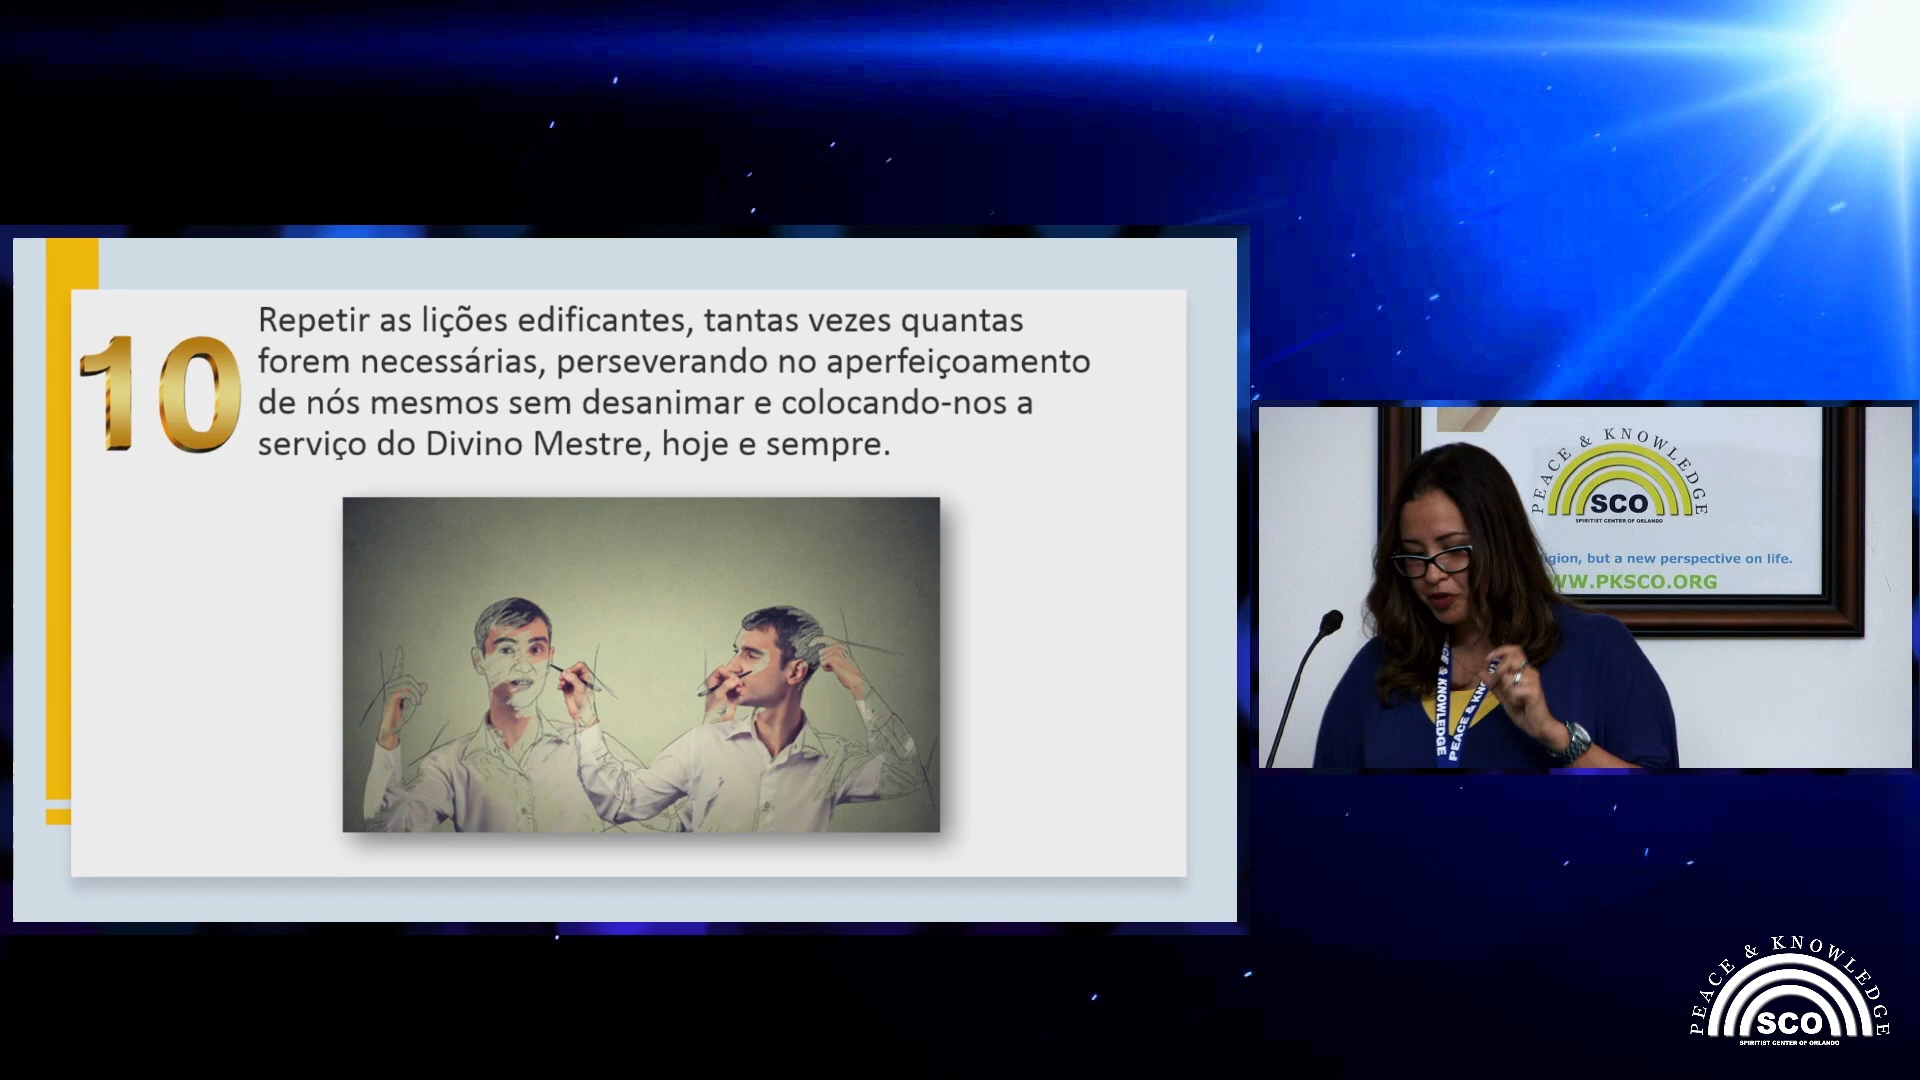 10
Repetir as lições edificantes, tantas vezes quantas
forem necessárias, perseverando no aperfeiçoamento
de nós mesmos sem desanimar e colocando-nos a
serviço do Divino Mestre, hoje e sempre.
PEACE & KNOWLEDGE
SCO
SPIRITIST CENTER OF ORLANDO
but a new perspective on life.
WW.PKSCO.ORG
& KNOWLEDGE
PEACE &
PEACE & KNOWLEDGE
SCO
SPIRITIST CENTER OF ORLANDO